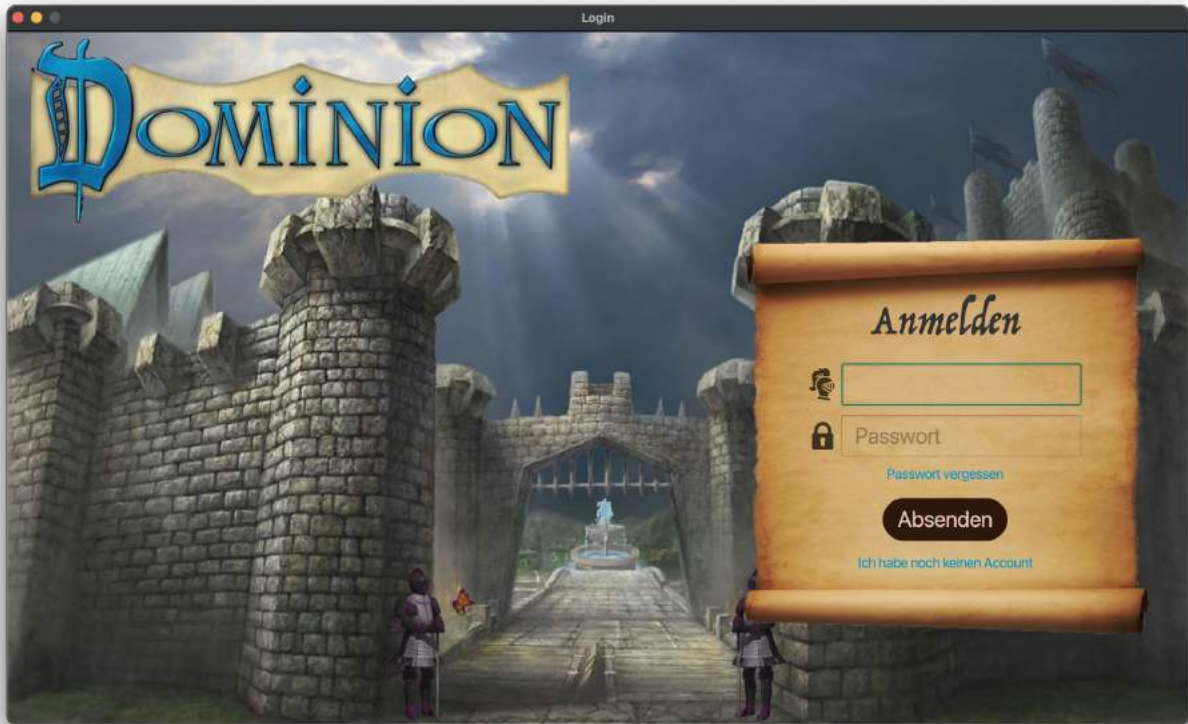 Login
DOMINION
Anmelden
Passwort
Passwort vergessen
Absenden
Ich habe noch keinen Account